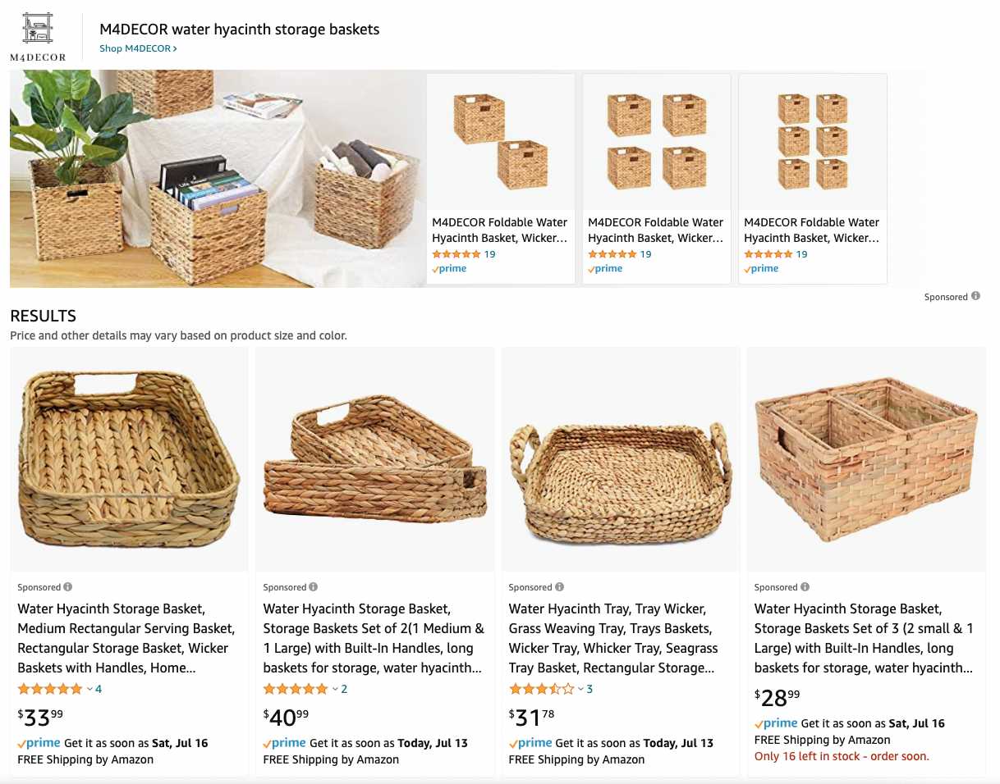 M4DECOR
M4DECOR water hyacinth storage baskets
Shop M4DECOR ›
M4DECOR Foldable Water
Hyacinth Basket, Wicker...
19
prime
M4DECOR Foldable Water
Hyacinth Basket, Wicker...
19
prime
M4DECOR Foldable Water
Hyacinth Basket, Wicker...
19
prime
Sponsored
RESULTS
Price and other details may vary based on product size and color.
Sponsored
Water Hyacinth Storage Basket,
Medium Rectangular Serving Basket,
Rectangular Storage Basket, Wicker
Baskets with Handles, Home...
4
$3399
prime Get it as soon as Sat, Jul 16
FREE Shipping by Amazon
Sponsored
Water Hyacinth Storage Basket,
Storage Baskets Set of 2(1 Medium &
1 Large) with Built-In Handles, long
baskets for storage, water hyacinth...
2
$4099
prime Get it as soon as Today, Jul 13
FREE Shipping by Amazon
Sponsored
Water Hyacinth Tray, Tray Wicker,
Grass Weaving Tray, Trays Baskets,
Wicker Tray, Whicker Tray, Seagrass
Tray Basket, Rectangular Storage...
3
$3178
prime Get it as soon as Today, Jul 13
FREE Shipping by Amazon
Sponsored
Water Hyacinth Storage Basket,
Storage Baskets Set of 3 (2 small & 1
Large) with Built-In Handles, long
baskets for storage, water hyacinth...
$2899
prime Get it as soon as Sat, Jul 16
FREE Shipping by Amazon
Only 16 left in stock - order soon.